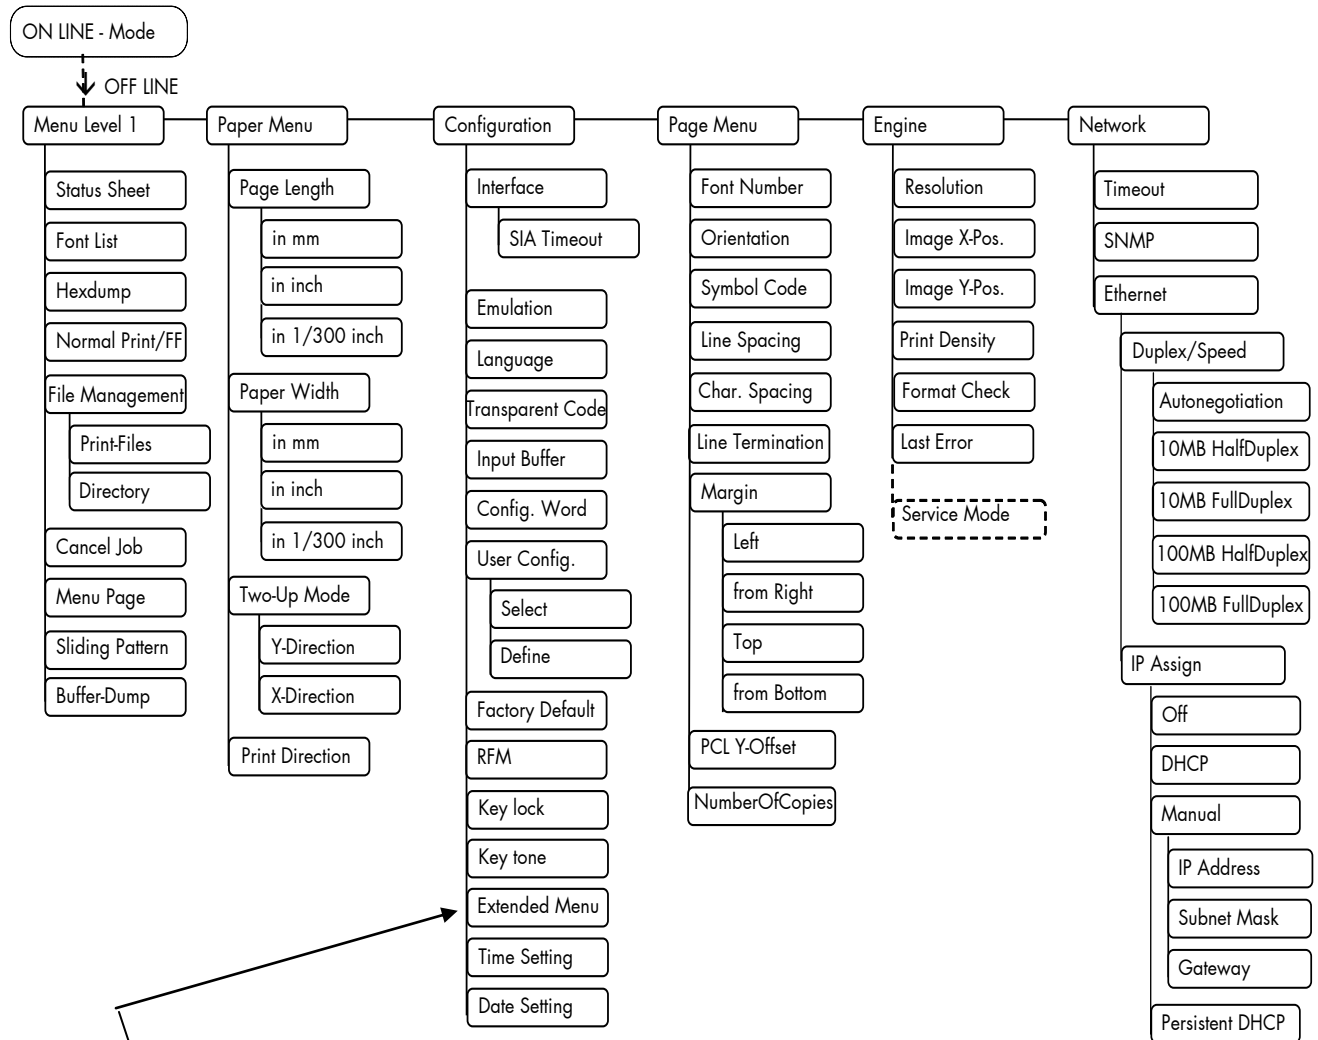 ON LINE - Mode
OFF LINE
Menu Level 1
Status Sheet
Font List
Hexdump
Normal Print/FF
File Management
Print-Files
Directory
Cancel Job
Menu Page
Sliding Pattern
Buffer-Dump
Paper Menu
Page Length
in mm
in inch
in 1/300 inch
Paper Width
in mm
in inch
in 1/300 inch
Two-Up Mode
Y-Direction
X-Direction
Print Direction
Configuration
Interface
SIA Timeout
Emulation
Language
Transparent Code
Input Buffer
Config. Word
User Config.
Select
Define
Factory Default
RFM
Key lock
Key tone
Extended Menu
Time Setting
Date Setting
Page Menu
Font Number
Orientation
Symbol Code
Line Spacing
Char. Spacing
Line Termination
Margin
Left
from Right
Top
from Bottom
PCL Y-Offset
NumberOfCopies
Engine
Resolution
Image X-Pos.
Image Y-Pos.
Print Density
Format Check
Last Error
Service Mode
Network
Timeout
SNMP
Ethernet
Duplex/Speed
Autonegotiation
10MB HalfDuplex
10MB FullDuplex
100MB HalfDuplex
100MB FullDuplex
IP Assign
Off
DHCP
Manual
IP Address
Subnet Mask
Gateway
Persistent DHCP